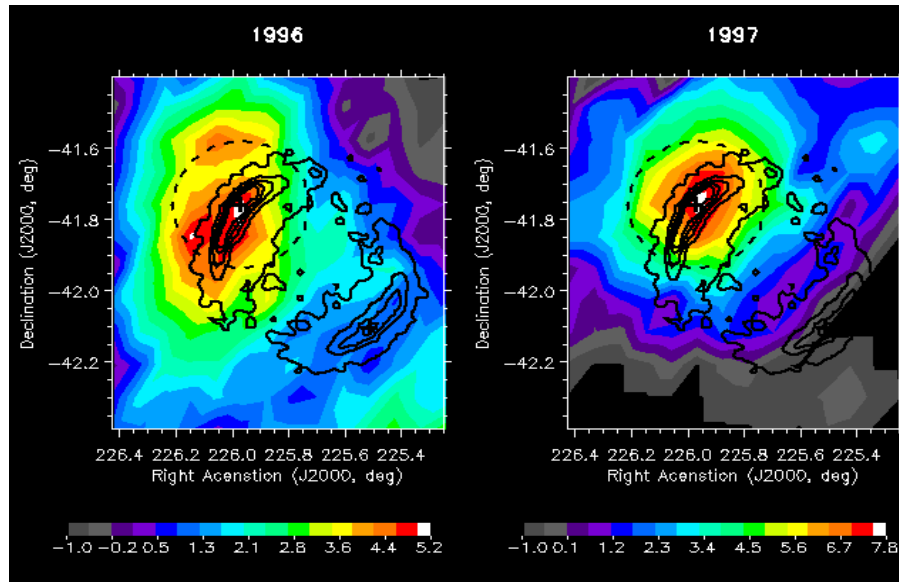 1996
1997
Declination (J2000, deg)
−41.6
−41.8
−42.0
−42.2
226.4 226.2 226.0 225.8 225.6 225.4
Right Acenstion (J2000, deg)
−1.0 −0.2 0.5 1.3 2.1 2.8 3.6 4.4 5.2
Declination (J2000, deg)
−41.6
−41.8
−42.0
−42.2
226.4 226.2 226.0 225.8 225.6 225.4
Right Acenstion (J2000, deg)
−1.0 0.1 1.2 2.3 3.4 4.5 5.6 6.7 7.8